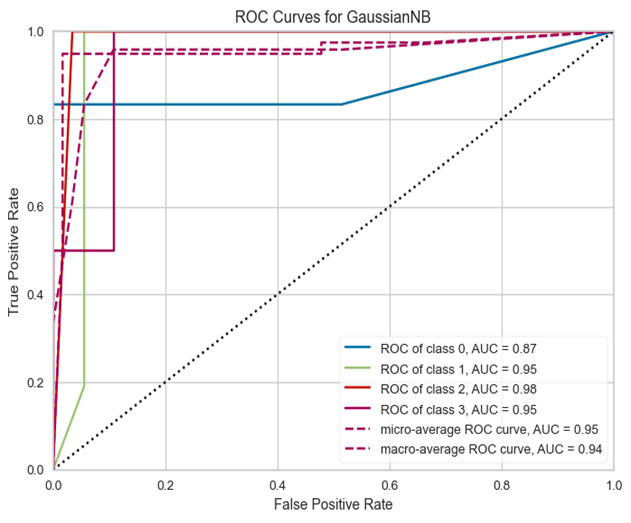 ROC Curves for GaussianNB
True Positive Rate
1.0
0.8
0.6
0.4
0.2
0.0
ROC of class 0, AUC = 0.87
ROC of class 1, AUC = 0.95
ROC of class 2, AUC = 0.98
ROC of class 3, AUC = 0.95
micro-average ROC curve, AUC = 0.95
macro-average ROC curve, AUC = 0.94
0.0 0.2 0.4 0.6 0.8 1.0
False Positive Rate